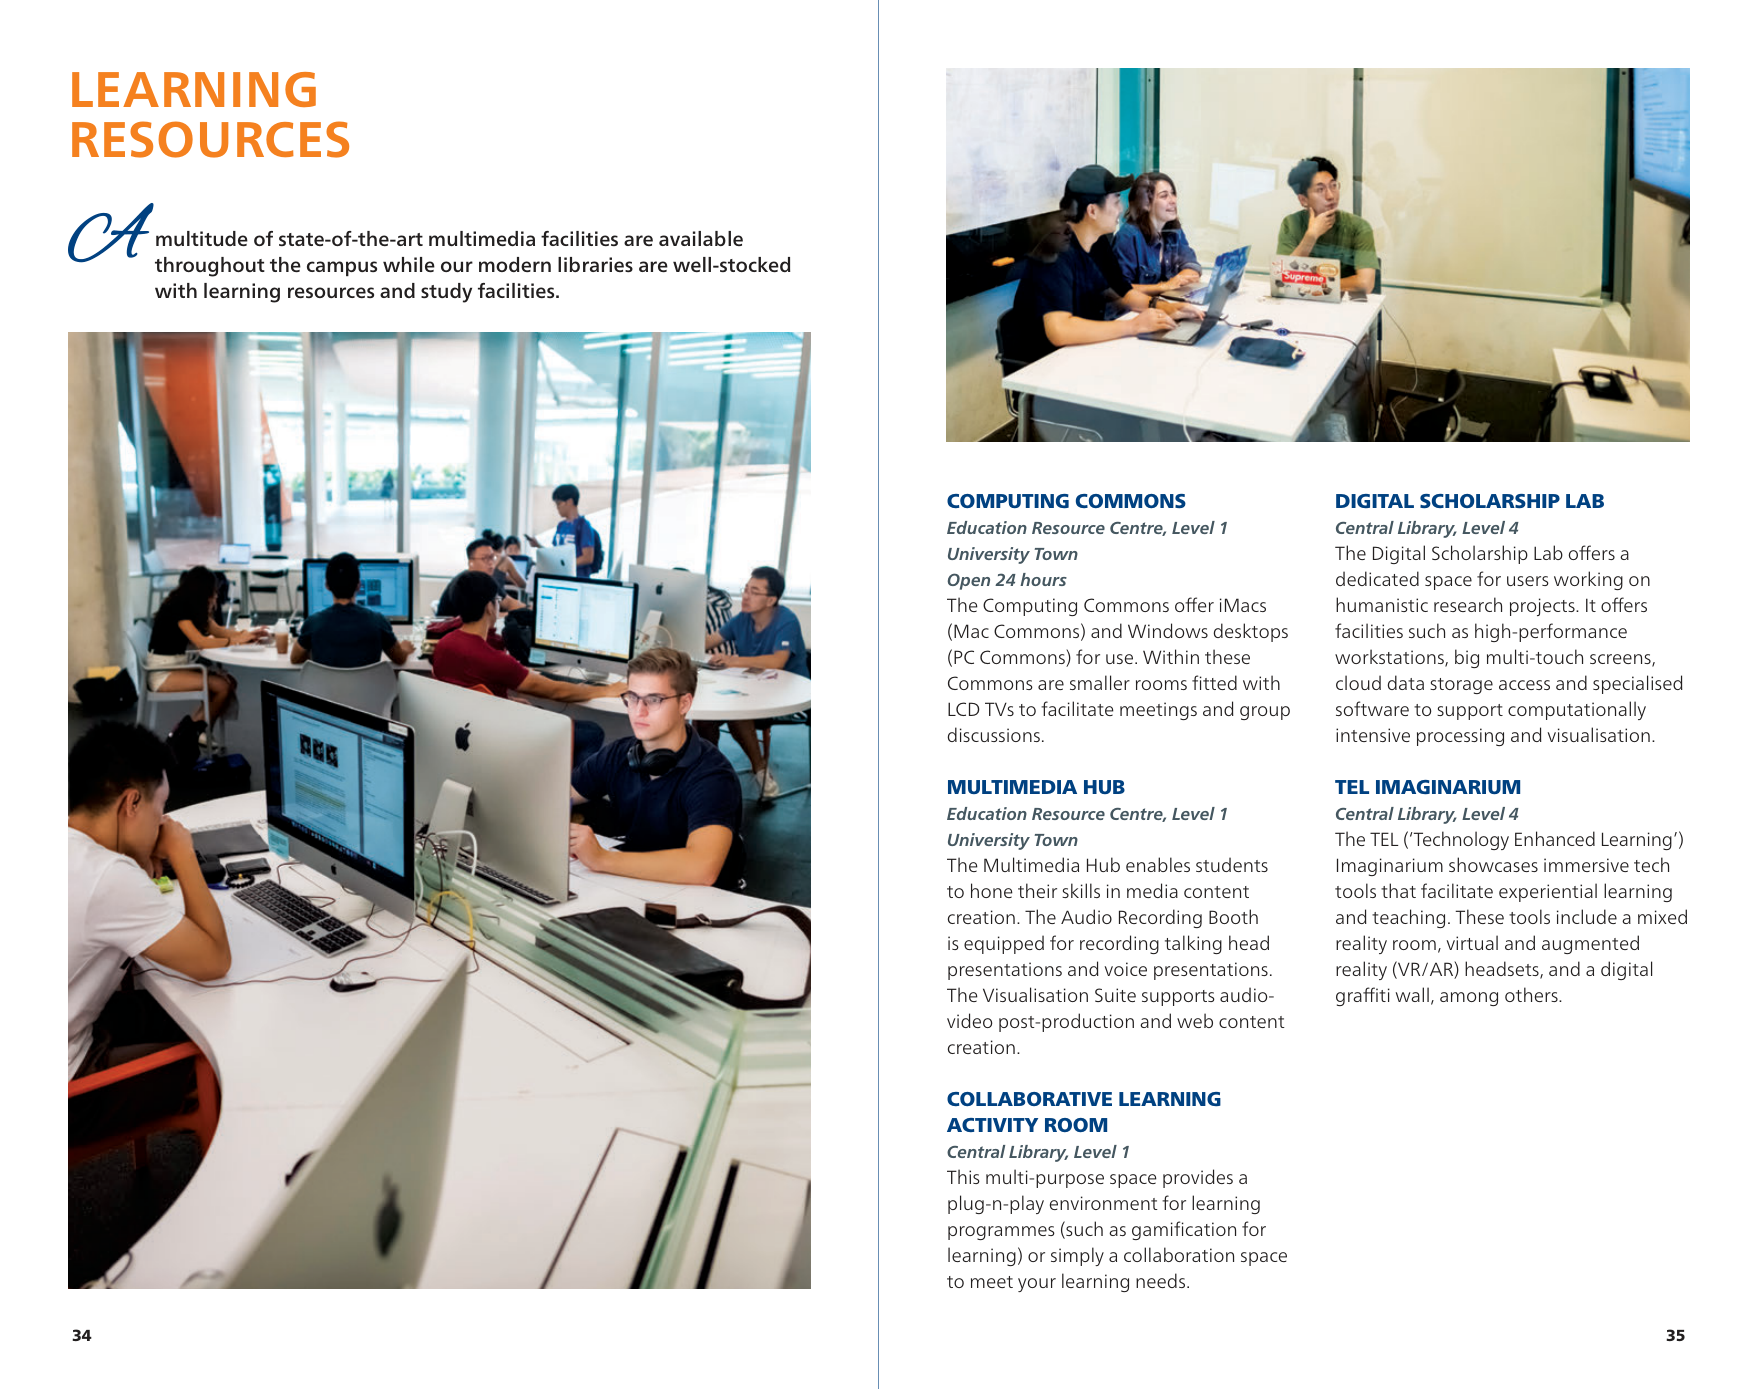 LEARNING
RESOURCES
A multitude of state-of-the-art multimedia facilities are available
throughout the campus while our modern libraries are well-stocked
with learning resources and study facilities.
34
Supreme
COMPUTING COMMONS
Education Resource Centre, Level 1
University Town
Open 24 hours
The Computing Commons offer iMacs
(Mac Commons) and Windows desktops
(PC Commons) for use. Within these
Commons are smaller rooms fitted with
LCD TVs to facilitate meetings and group
discussions.
MULTIMEDIA HUB
Education Resource Centre, Level 1
University Town
The Multimedia Hub enables students
to hone their skills in media content
creation. The Audio Recording Booth
is equipped for recording talking head
presentations and voice presentations.
The Visualisation Suite supports audio-
video post-production and web content
creation.
COLLABORATIVE LEARNING
ACTIVITY ROOM
Central Library, Level 1
This multi-purpose space provides a
plug-n-play environment for learning
programmes (such as gamification for
learning) or simply a collaboration space
to meet your learning needs.
DIGITAL SCHOLARSHIP LAB
Central Library, Level 4
The Digital Scholarship Lab offers a
dedicated space for users working on
humanistic research projects. It offers
facilities such as high-performance
workstations, big multi-touch screens,
cloud data storage access and specialised
software to support computationally
intensive processing and visualisation.
TEL IMAGINARIUM
Central Library, Level 4
The TEL (’Technology Enhanced Learning’)
Imaginarium showcases immersive tech
tools that facilitate experiential learning
and teaching. These tools include a mixed
reality room, virtual and augmented
reality (VR/AR) headsets, and a digital
graffiti wall, among others.
35